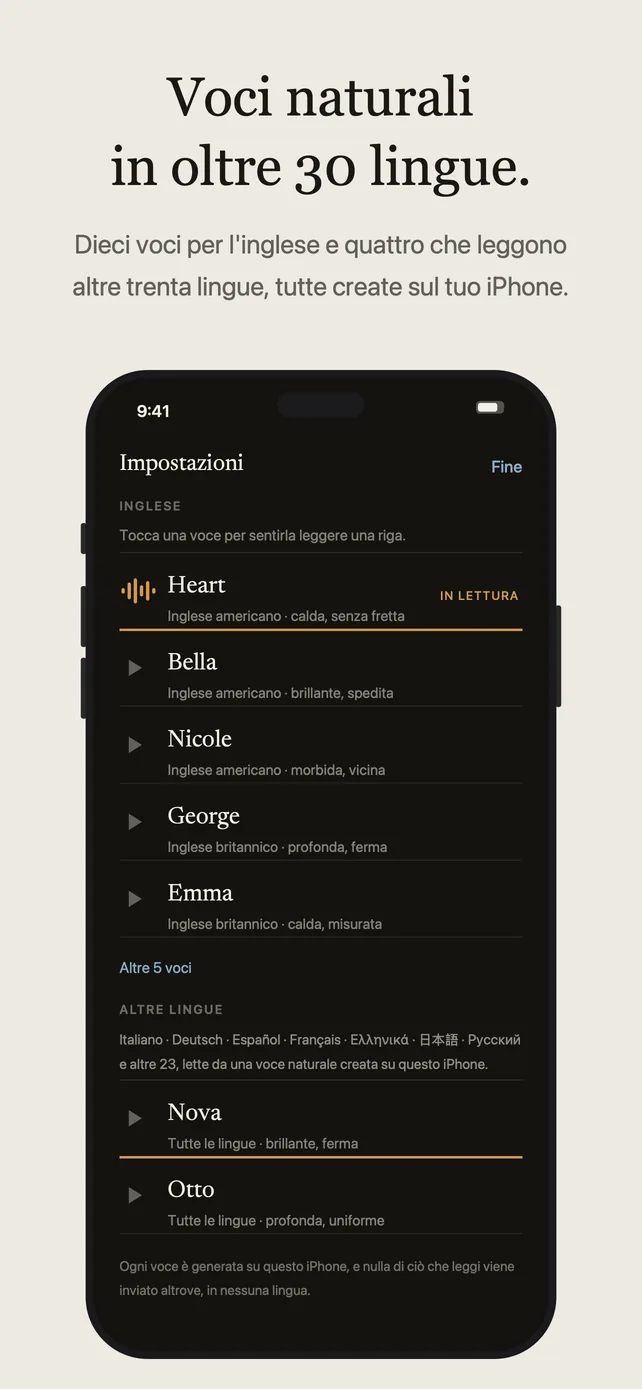 Voci naturali
in oltre 30 lingue.
Dieci voci per l'inglese e quattro che leggono
altre trenta lingue, tutte create sul tuo iPhone.
9:41
Impostazioni
Fine
INGLESE
Tocca una voce per sentirla leggere una riga.
Heart
IN LETTURA
Inglese americano · calda, senza fretta
Bella
Inglese americano · brillante, spedita
Nicole
Inglese americano · morbida, vicina
George
Inglese britannico · profonda, ferma
Emma
Inglese britannico · calda, misurata
Altre 5 voci
ALTRE LINGUE
Italiano · Deutsch · Español · Français · Ελληνικά · 日本語 · Русский
e altre 23, lette da una voce naturale creata su questo iPhone.
Nova
Tutte le lingue · brillante, ferma
Otto
Tutte le lingue · profonda, uniforme
Ogni voce è generata su questo iPhone, e nulla di ciò che leggi viene
inviato altrove, in nessuna lingua.